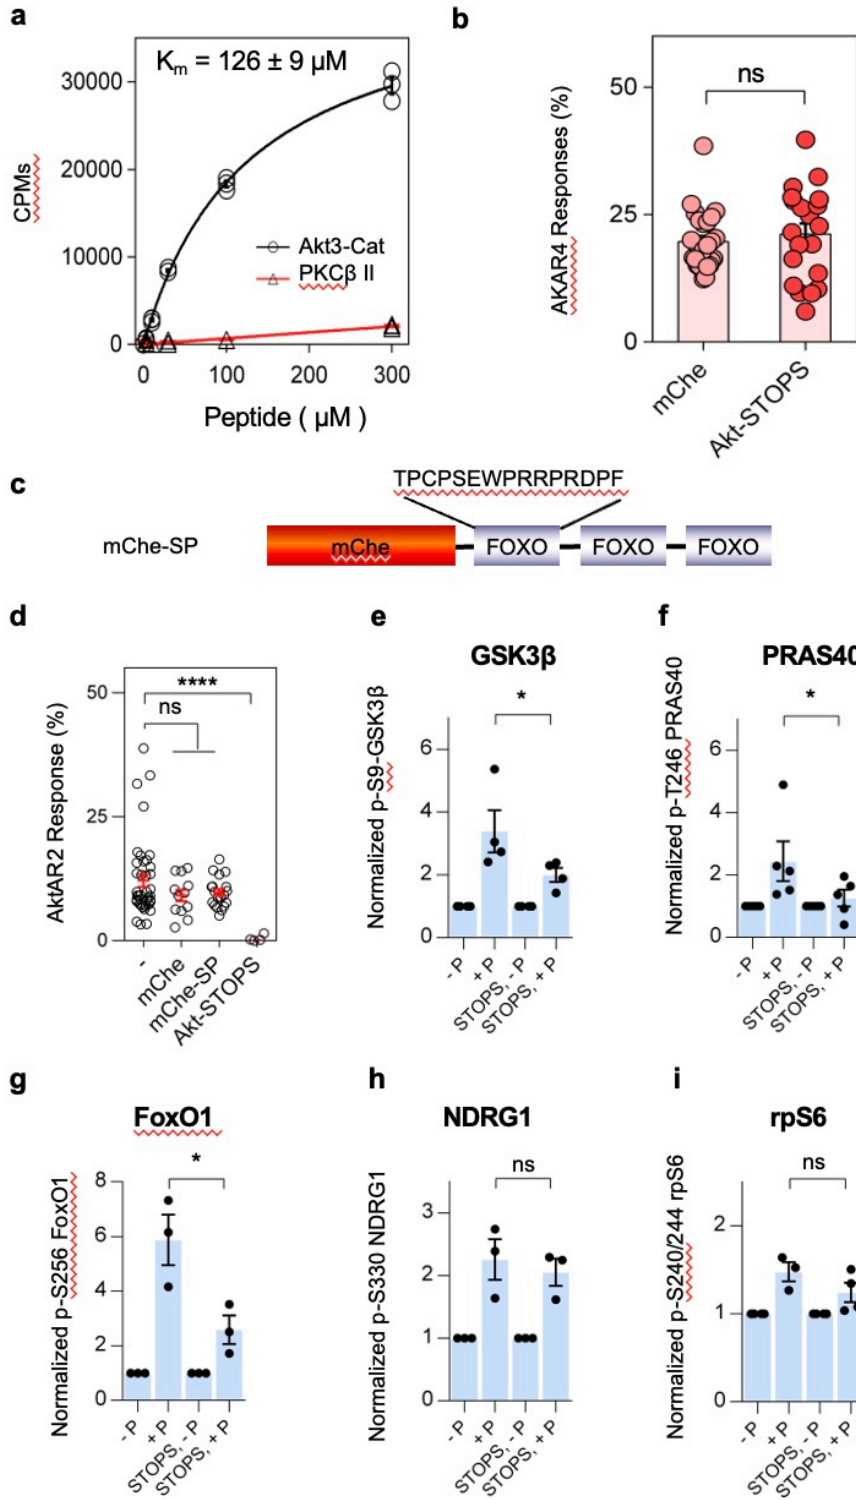 a
K_m = 126 ± 9 µM
30000
20000
10000
0
CPMs
Akt3-Cat
PKCβ II
0 100 200 300
Peptide ( µM )
b
ns
50
25
0
AKAR4 Responses (%)
mChe
Akt-STOPS
c
TPCPSEWPRRPRDPF
mChe-SP
mChe FOXO FOXO FOXO
d
****
ns
50
25
0
AktAR2 Response (%)
-
mChe
mChe-SP
Akt-STOPS
e
GSK3β
*
6
4
2
0
Normalized p-S9-GSK3β
- P
+ P
STOPS, - P
STOPS, + P
f
PRAS40
*
6
4
2
0
Normalized p-T246 PRAS40
- P
+ P
STOPS, - P
STOPS, + P
g
FoxO1
*
8
6
4
2
0
Normalized p-S256 FoxO1
- P
+ P
STOPS, - P
STOPS, + P
h
NDRG1
ns
3
2
1
0
Normalized p-S330 NDRG1
- P
+ P
STOPS, - P
STOPS, + P
i
rpS6
ns
2
1
0
Normalized p-S240/244 rpS6
- P
+ P
STOPS, - P
STOPS, + P